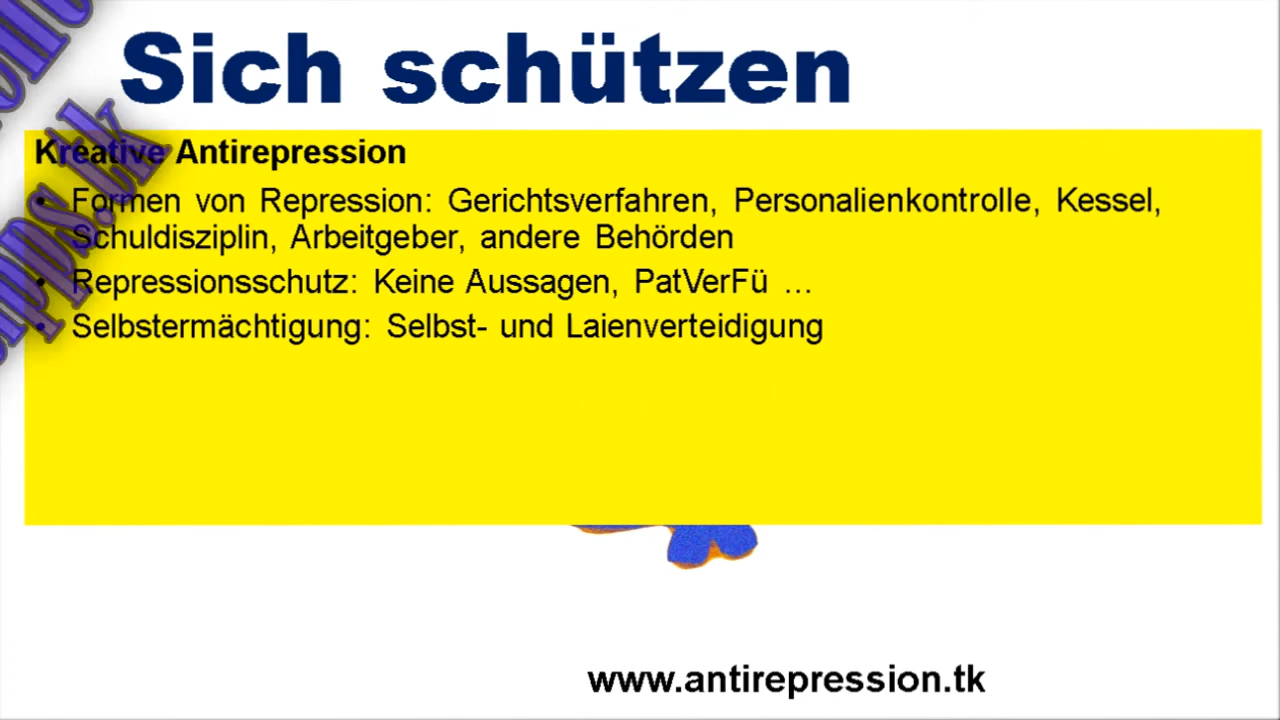 Sich schützen
Kreative Antirepression
• Formen von Repression: Gerichtsverfahren, Personalienkontrolle, Kessel,
Schuldisziplin, Arbeitgeber, andere Behörden
• Repressionsschutz: Keine Aussagen, PatVerFü ...
• Selbstermächtigung: Selbst- und Laienverteidigung
www.antirepression.tk